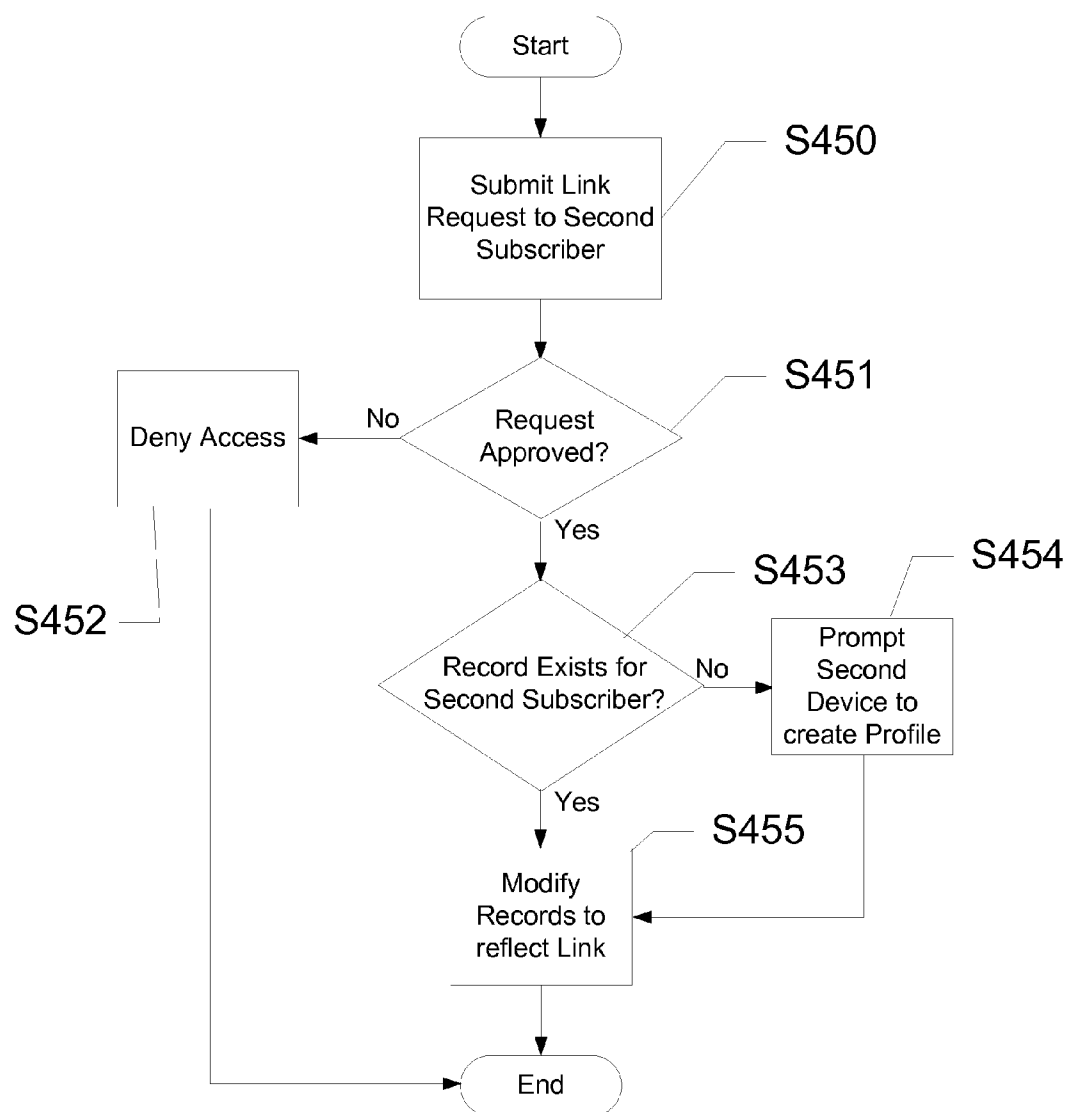 Start
S450
Submit Link
Request to Second
Subscriber
S451
No
Request
Approved?
Deny Access
Yes
S452
S453
S454
Record Exists for
Second Subscriber?
No
Prompt
Second
Device to
create Profile
Yes
S455
Modify
Records to
reflect Link
End